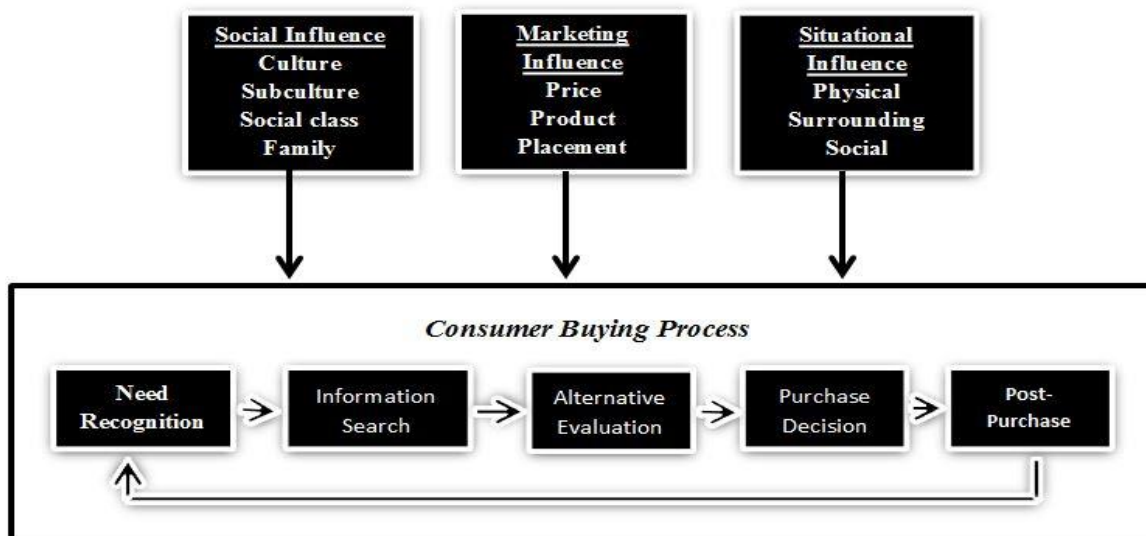 Social Influence
Culture
Subculture
Social class
Family
Marketing
Influence
Price
Product
Placement
Situational
Influence
Physical
Surrounding
Social
Consumer Buying Process
Need
Recognition
Information
Search
Alternative
Evaluation
Purchase
Decision
Post-
Purchase